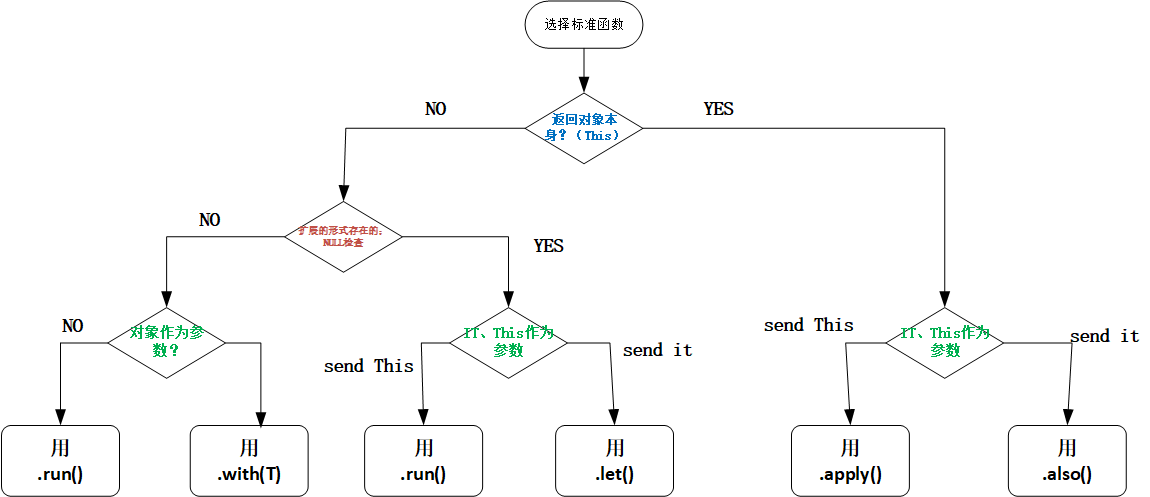 选择标准函数
NO
YES
返回对象本
身？（This）
NO
扩展的形式存在的；
NULL检查
YES
NO
对象作为参
数？
IT、This作为
参数
send This
send it
send This
IT、This作为
参数
send it
用
.run()
用
.with(T)
用
.run()
用
.let()
用
.apply()
用
.also()